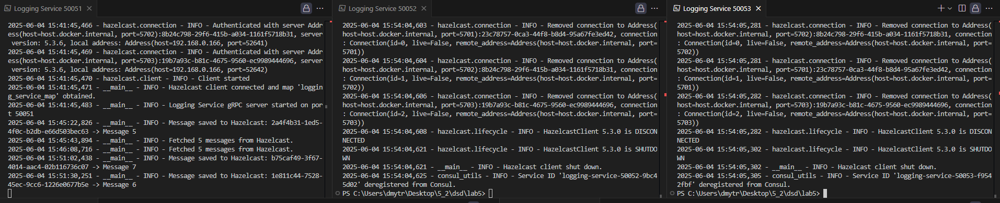 Logging Service 50051
2025-06-04 15:41:45,466 - hazelcast.connection - INFO - Authenticated with server Addr
ess(host=host.docker.internal, port=5702):8b24c798-29f6-415b-a034-1161f5718b31, server
version: 5.3.6, local address: Address(host=192.168.0.166, port=52641)
2025-06-04 15:41:45,469 - hazelcast.connection - INFO - Authenticated with server Addr
ess(host=host.docker.internal, port=5703):19b7a93c-b81c-4675-9560-ec9989444696, server
version: 5.3.6, local address: Address(host=192.168.0.166, port=52642)
2025-06-04 15:41:45,470 - hazelcast.client - INFO - Client started
2025-06-04 15:41:45,471 - __main__ - INFO - Hazelcast client connected and map 'loggin
g_service_map' obtained.
2025-06-04 15:41:45,483 - __main__ - INFO - Logging Service gRPC server started on por
t 50051
2025-06-04 15:45:22,826 - __main__ - INFO - Message saved to Hazelcast: 2a4f4b31-1ed5-
4f0c-b2db-e66d503bec63 -> Message 5
2025-06-04 15:45:43,894 - __main__ - INFO - Fetched 5 messages from Hazelcast.
2025-06-04 15:46:08,716 - __main__ - INFO - Fetched 5 messages from Hazelcast.
2025-06-04 15:51:02,438 - __main__ - INFO - Message saved to Hazelcast: b75caf49-3f67-
4014-aac4-02b116736c07 -> Message 7
2025-06-04 15:51:30,251 - __main__ - INFO - Message saved to Hazelcast: 1e811c44-7528-
45ec-9cc6-1226e0677b5e -> Message 6
Logging Service 50052
2025-06-04 15:54:04,603 - hazelcast.connection - INFO - Removed connection to Address(
host=host.docker.internal, port=5701):23c78757-0ca3-44f8-b8d4-95a67fe3ed42, connection
: Connection(id=0, live=False, remote_address=Address(host=host.docker.internal, port=
5701))
2025-06-04 15:54:04,604 - hazelcast.connection - INFO - Removed connection to Address(
host=host.docker.internal, port=5702):8b24c798-29f6-415b-a034-1161f5718b31, connection
: Connection(id=1, live=False, remote_address=Address(host=host.docker.internal, port=
5702))
2025-06-04 15:54:04,606 - hazelcast.connection - INFO - Removed connection to Address(
host=host.docker.internal, port=5703):19b7a93c-b81c-4675-9560-ec9989444696, connection
: Connection(id=2, live=False, remote_address=Address(host=host.docker.internal, port=
5703))
2025-06-04 15:54:04,608 - hazelcast.lifecycle - INFO - HazelcastClient 5.3.0 is DISCON
NECTED
2025-06-04 15:54:04,621 - hazelcast.lifecycle - INFO - HazelcastClient 5.3.0 is SHUTDO
WN
2025-06-04 15:54:04,621 - __main__ - INFO - Hazelcast client shut down.
2025-06-04 15:54:04,625 - consul_utils - INFO - Service ID 'logging-service-50052-9bc4
5d02' deregistered from Consul.
PS C:\Users\dmytr\Desktop\5_2\dsd\lab5>
Logging Service 50053
2025-06-04 15:54:05,281 - hazelcast.connection - INFO - Removed connection to Address(
host=host.docker.internal, port=5702):8b24c798-29f6-415b-a034-1161f5718b31, connection
: Connection(id=0, live=False, remote_address=Address(host=host.docker.internal, port=
5702))
2025-06-04 15:54:05,281 - hazelcast.connection - INFO - Removed connection to Address(
host=host.docker.internal, port=5701):23c78757-0ca3-44f8-b8d4-95a67fe3ed42, connection
: Connection(id=1, live=False, remote_address=Address(host=host.docker.internal, port=
5701))
2025-06-04 15:54:05,282 - hazelcast.connection - INFO - Removed connection to Address(
host=host.docker.internal, port=5703):19b7a93c-b81c-4675-9560-ec9989444696, connection
: Connection(id=2, live=False, remote_address=Address(host=host.docker.internal, port=
5703))
2025-06-04 15:54:05,282 - hazelcast.lifecycle - INFO - HazelcastClient 5.3.0 is DISCON
NECTED
2025-06-04 15:54:05,302 - hazelcast.lifecycle - INFO - HazelcastClient 5.3.0 is SHUTDO
WN
2025-06-04 15:54:05,302 - __main__ - INFO - Hazelcast client shut down.
2025-06-04 15:54:05,305 - consul_utils - INFO - Service ID 'logging-service-50053-f954
2fbf' deregistered from Consul.
PS C:\Users\dmytr\Desktop\5_2\dsd\lab5>